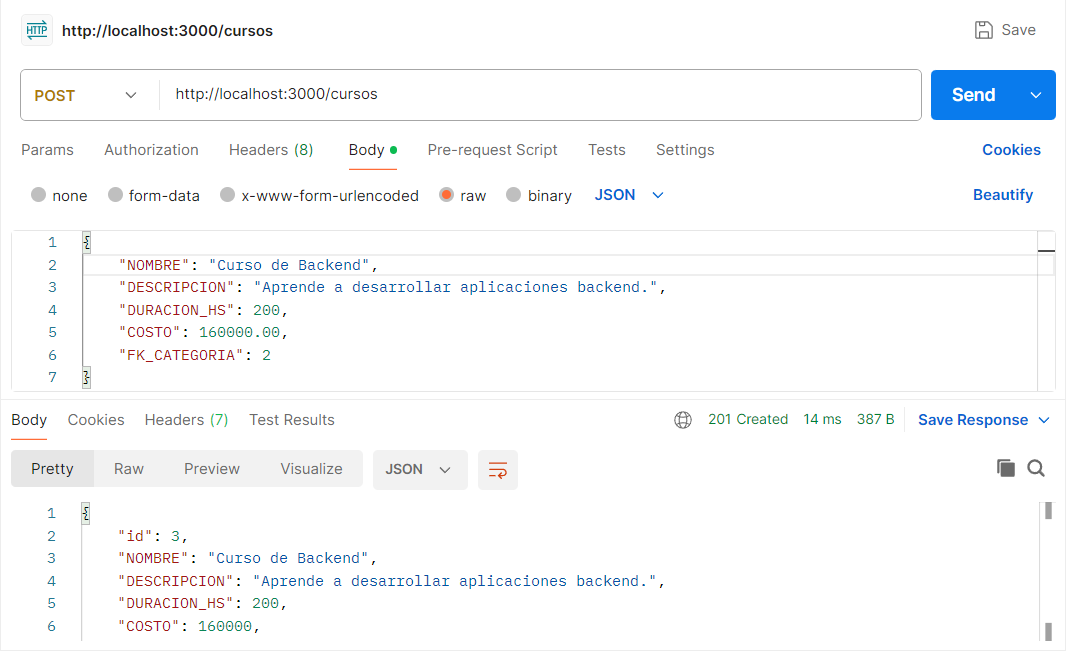 HTTP http://localhost:3000/cursos Save
POST http://localhost:3000/cursos Send
Params Authorization Headers (8) Body Pre-request Script Tests Settings Cookies
none form-data x-www-form-urlencoded raw binary JSON Beautify
1 {
2 "NOMBRE": "Curso de Backend",
3 "DESCRIPCION": "Aprende a desarrollar aplicaciones backend.",
4 "DURACION_HS": 200,
5 "COSTO": 160000.00,
6 "FK_CATEGORIA": 2
7 }
Body Cookies Headers (7) Test Results 201 Created 14 ms 387 B Save Response
Pretty Raw Preview Visualize JSON
1 {
2 "id": 3,
3 "NOMBRE": "Curso de Backend",
4 "DESCRIPCION": "Aprende a desarrollar aplicaciones backend.",
5 "DURACION_HS": 200,
6 "COSTO": 160000,